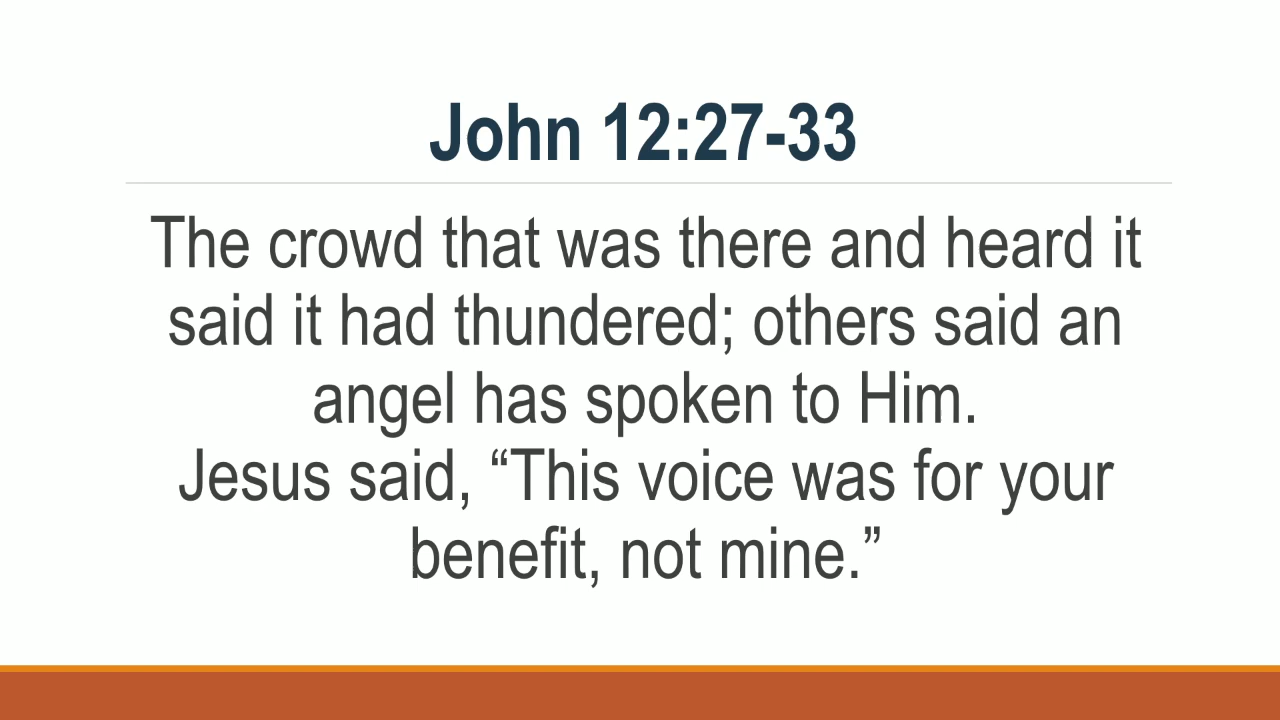 John 12:27-33
The crowd that was there and heard it
said it had thundered; others said an
angel has spoken to Him.
Jesus said, “This voice was for your
benefit, not mine.”